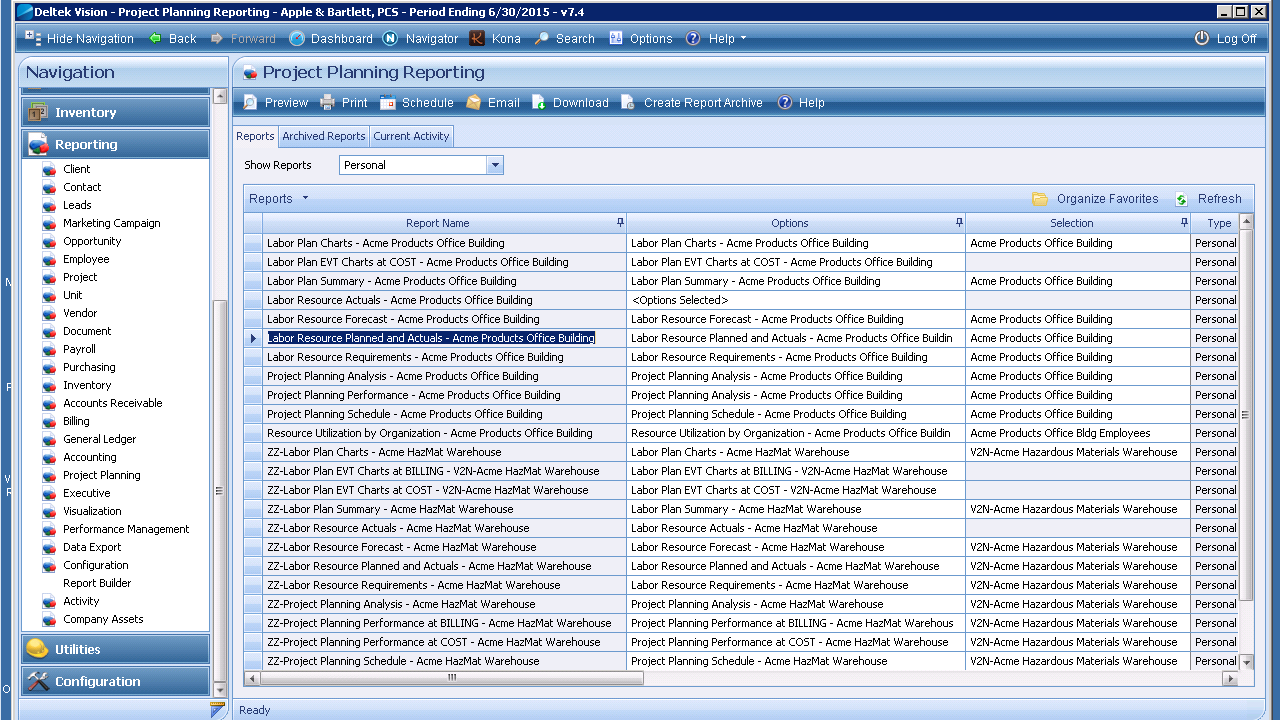 Deltek Vision - Project Planning Reporting - Apple & Bartlett, PCS - Period Ending 6/30/2015 - v7.4
Hide Navigation Back Forward Dashboard Navigator Kona Search Options Help Log Off
Navigation
Inventory
Reporting
Client
Contact
Leads
Marketing Campaign
Opportunity
Employee
Project
Unit
Vendor
Document
Payroll
Purchasing
Inventory
Accounts Receivable
Billing
General Ledger
Accounting
Project Planning
Executive
Visualization
Performance Management
Data Export
Configuration
Report Builder
Activity
Company Assets
Utilities
Configuration
Project Planning Reporting
Preview Print Schedule Email Download Create Report Archive Help
Reports Archived Reports Current Activity
Show Reports Personal
Reports Organize Favorites Refresh
Report Name Options Selection Type
Labor Plan Charts - Acme Products Office Building Labor Plan Charts - Acme Products Office Building Acme Products Office Building Personal
Labor Plan EVT Charts at COST - Acme Products Office Building Labor Plan EVT Charts at COST - Acme Products Office Building Personal
Labor Plan Summary - Acme Products Office Building Labor Plan Summary - Acme Products Office Building Acme Products Office Building Personal
Labor Resource Actuals - Acme Products Office Building <Options Selected> Personal
Labor Resource Forecast - Acme Products Office Building Labor Resource Forecast - Acme Products Office Building Acme Products Office Building Personal
Labor Resource Planned and Actuals - Acme Products Office Building Labor Resource Planned and Actuals - Acme Products Office Buildin Acme Products Office Building Personal
Labor Resource Requirements - Acme Products Office Building Labor Resource Requirements - Acme Products Office Building Acme Products Office Building Personal
Project Planning Analysis - Acme Products Office Building Project Planning Analysis - Acme Products Office Building Acme Products Office Building Personal
Project Planning Performance - Acme Products Office Building Project Planning Analysis - Acme Products Office Building Acme Products Office Building Personal
Project Planning Schedule - Acme Products Office Building Project Planning Schedule - Acme Products Office Building Acme Products Office Building Personal
Resource Utilization by Organization - Acme Products Office Building Resource Utilization by Organization - Acme Products Office Buildin Acme Products Office Bldg Employees Personal
ZZ-Labor Plan Charts - Acme HazMat Warehouse Labor Plan Charts - Acme HazMat Warehouse V2N-Acme Hazardous Materials Warehouse Personal
ZZ-Labor Plan EVT Charts at BILLING - V2N-Acme HazMat Warehouse Labor Plan EVT Charts at BILLING - V2N-Acme HazMat Warehouse Personal
ZZ-Labor Plan EVT Charts at COST - V2N-Acme HazMat Warehouse Labor Plan EVT Charts at COST - V2N-Acme HazMat Warehouse Personal
ZZ-Labor Plan Summary - Acme HazMat Warehouse Labor Plan Summary - Acme HazMat Warehouse V2N-Acme Hazardous Materials Warehouse Personal
ZZ-Labor Resource Actuals - Acme HazMat Warehouse Labor Resource Actuals - Acme HazMat Warehouse Personal
ZZ-Labor Resource Forecast - Acme HazMat Warehouse Labor Resource Forecast - Acme HazMat Warehouse V2N-Acme Hazardous Materials Warehouse Personal
ZZ-Labor Resource Planned and Actuals - Acme HazMat Warehouse Labor Resource Planned and Actuals - Acme HazMat Warehouse V2N-Acme Hazardous Materials Warehouse Personal
ZZ-Labor Resource Requirements - Acme HazMat Warehouse Labor Resource Requirements - Acme HazMat Warehouse V2N-Acme Hazardous Materials Warehouse Personal
ZZ-Project Planning Analysis - Acme HazMat Warehouse Project Planning Analysis - Acme HazMat Warehouse V2N-Acme Hazardous Materials Warehouse Personal
ZZ-Project Planning Performance at BILLING - Acme HazMat Warehouse Project Planning Performance at BILLING - Acme HazMat Warehous V2N-Acme Hazardous Materials Warehouse Personal
ZZ-Project Planning Performance at COST - Acme HazMat Warehouse Project Planning Performance at COST - Acme HazMat Warehouse V2N-Acme Hazardous Materials Warehouse Personal
ZZ-Project Planning Schedule - Acme HazMat Warehouse Project Planning Schedule - Acme HazMat Warehouse V2N-Acme Hazardous Materials Warehouse Personal
Ready